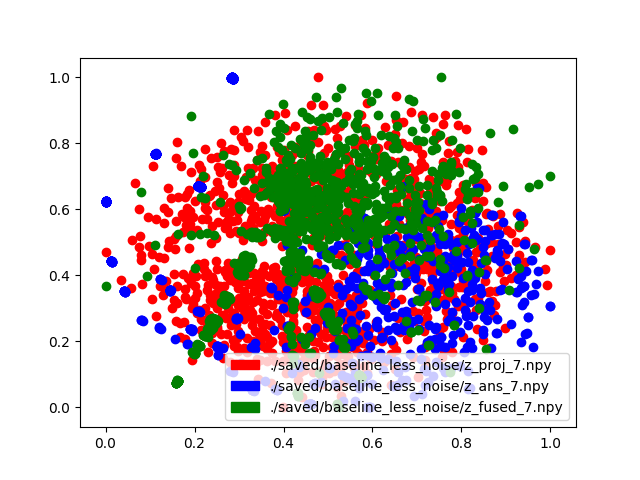 1.0
0.8
0.6
0.4
0.2
0.0
./saved/baseline_less_noise/z_proj_7.npy
./saved/baseline_less_noise/z_ans_7.npy
./saved/baseline_less_noise/z_fused_7.npy
0.0 0.2 0.4 0.6 0.8 1.0